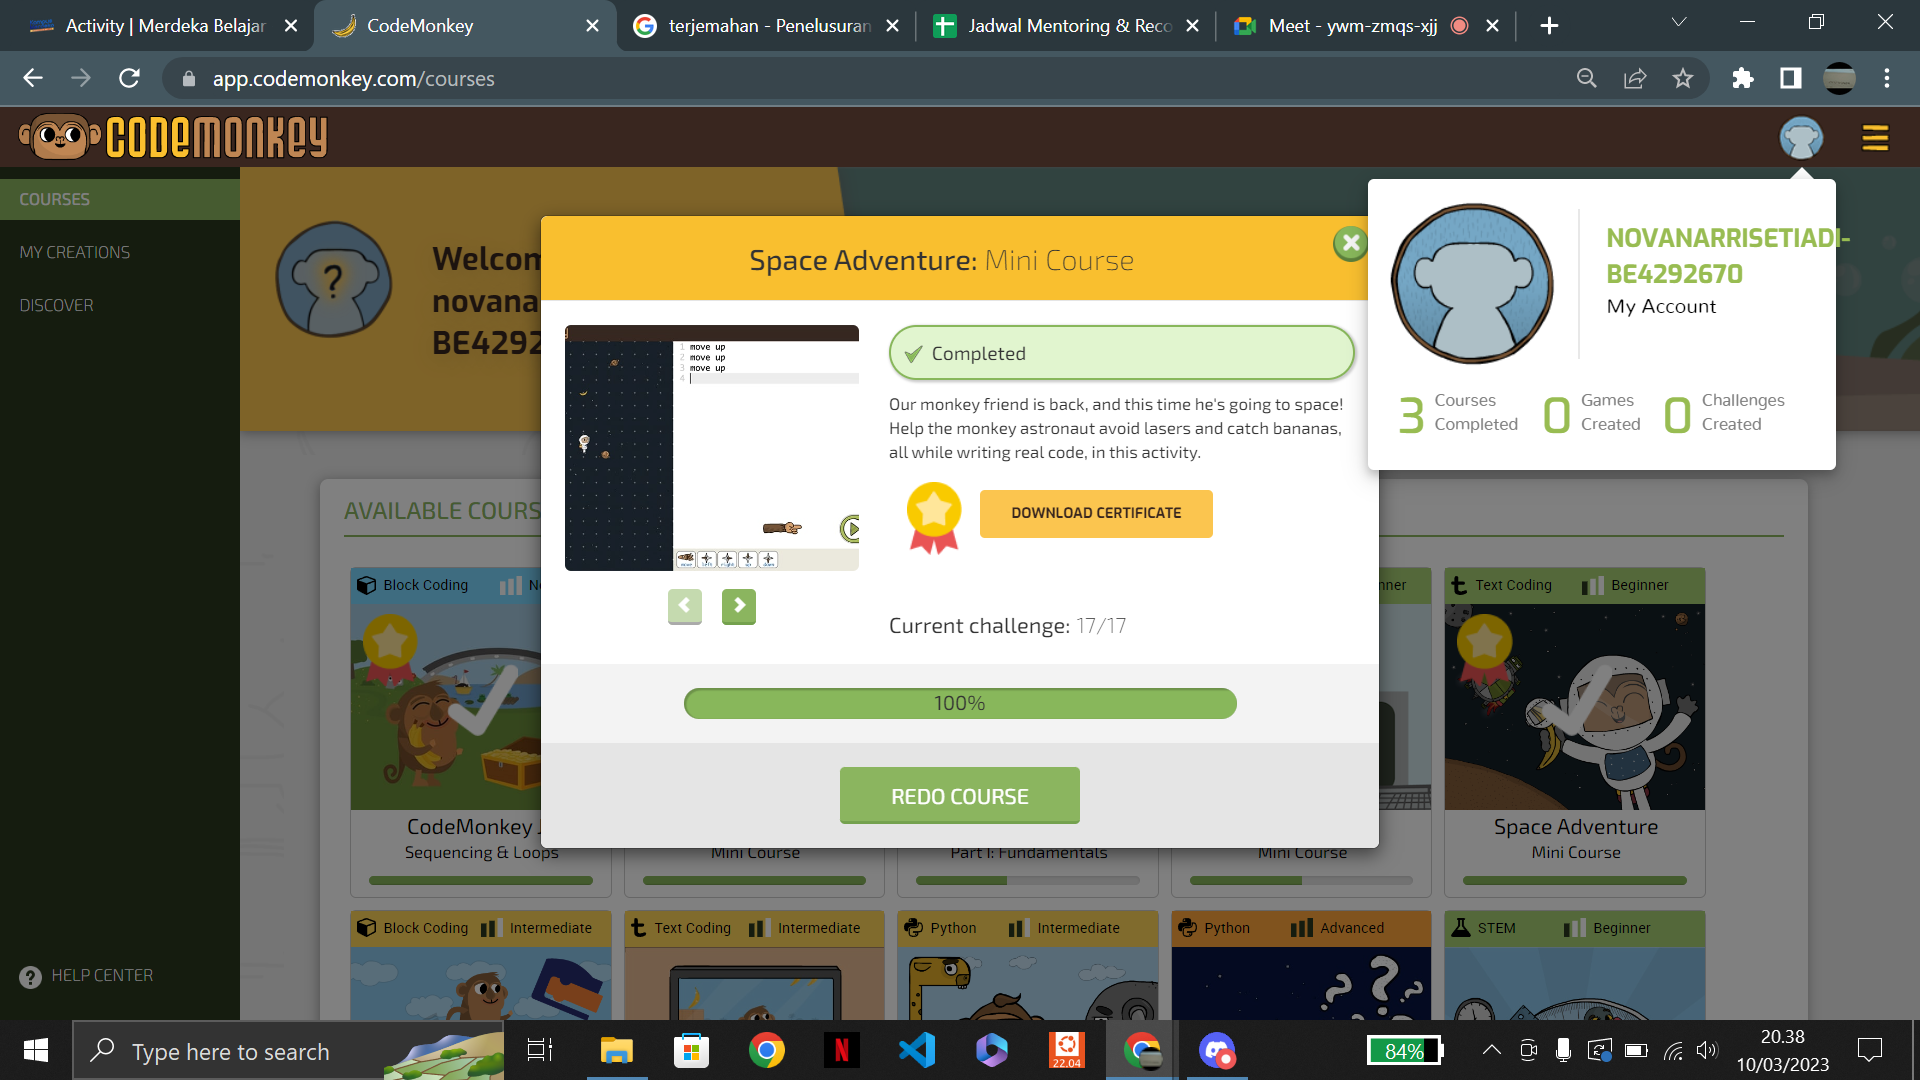 Activity | Merdeka Belajar
CodeMonkey
terjemahan - Penelusuran
Jadwal Mentoring & Reco
Meet - ywm-zmqs-xjj
app.codemonkey.com/courses
CODEMONKEY
COURSES
MY CREATIONS
DISCOVER
HELP CENTER
Welcom
novana
BE4292
Space Adventure: Mini Course
1 move up
2 move up
3 move up
4
move left right up down
Completed
Our monkey friend is back, and this time he's going to space!
Help the monkey astronaut avoid lasers and catch bananas,
all while writing real code, in this activity.
DOWNLOAD CERTIFICATE
Current challenge: 17/17
100%
REDO COURSE
NOVANARRISETIADI-
BE4292670
My Account
3 Courses Completed
0 Games Created
0 Challenges Created
AVAILABLE COURS
Block Coding
nner
Text Coding Beginner
CodeMonkey
Sequencing & Loops
Mini Course
Part 1: Fundamentals
Mini Course
Space Adventure
Mini Course
Block Coding Intermediate
Text Coding Intermediate
Python Intermediate
Python Advanced
STEM Beginner
Type here to search
N
22.04
84%
20.38
10/03/2023